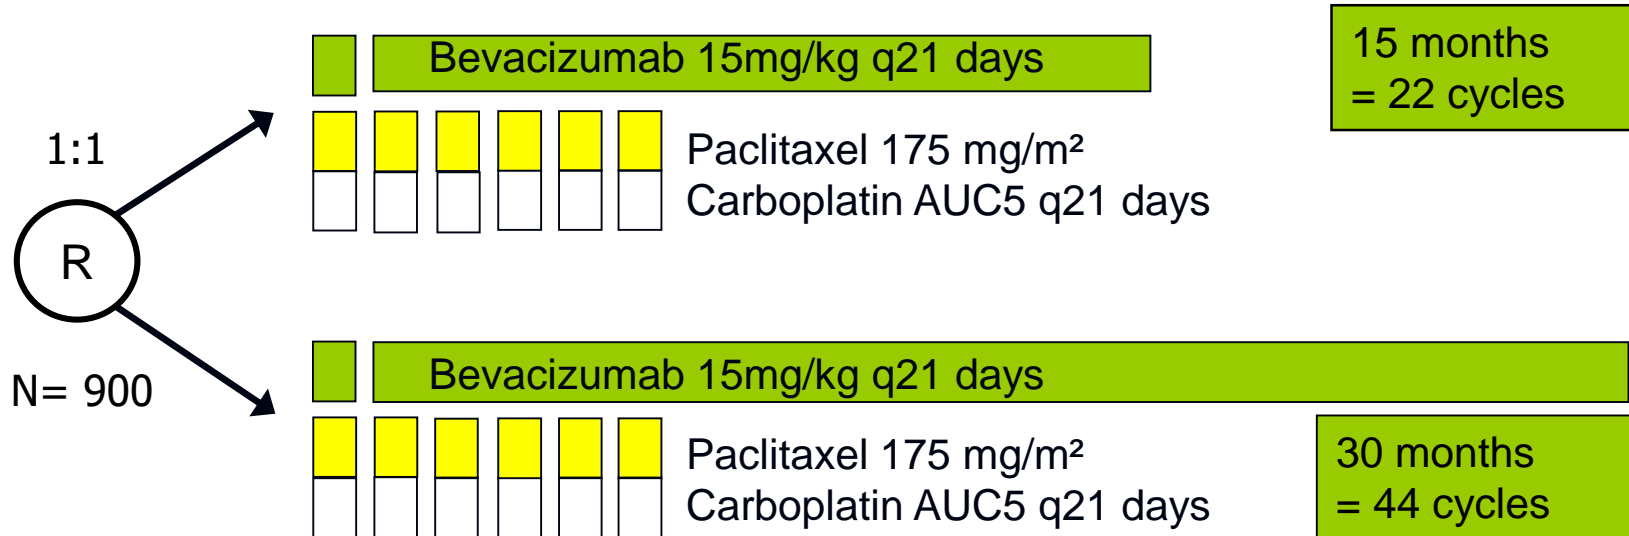 Bevacizumab 15mg/kg q21 days
15 months
= 22 cycles
1:1
Paclitaxel 175 mg/m²
Carboplatin AUC5 q21 days
R
N= 900
Bevacizumab 15mg/kg q21 days
Paclitaxel 175 mg/m²
Carboplatin AUC5 q21 days
30 months
= 44 cycles